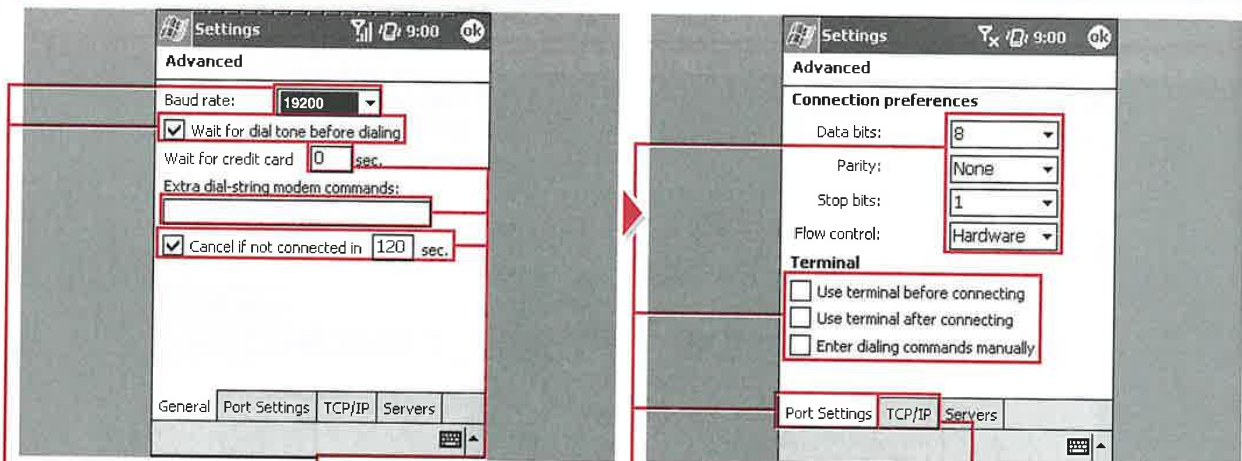 Settings 9:00 ok
Advanced
Baud rate: 19200
Wait for dial tone before dialing
Wait for credit card 0 sec.
Extra dial-string modem commands:
Cancel if not connected in 120 sec.
General Port Settings TCP/IP Servers
Settings 9:00 ok
Advanced
Connection preferences
Data bits: 8
Parity: None
Stop bits: 1
Flow control: Hardware
Terminal
Use terminal before connecting
Use terminal after connecting
Enter dialing commands manually
Port Settings TCP/IP Servers